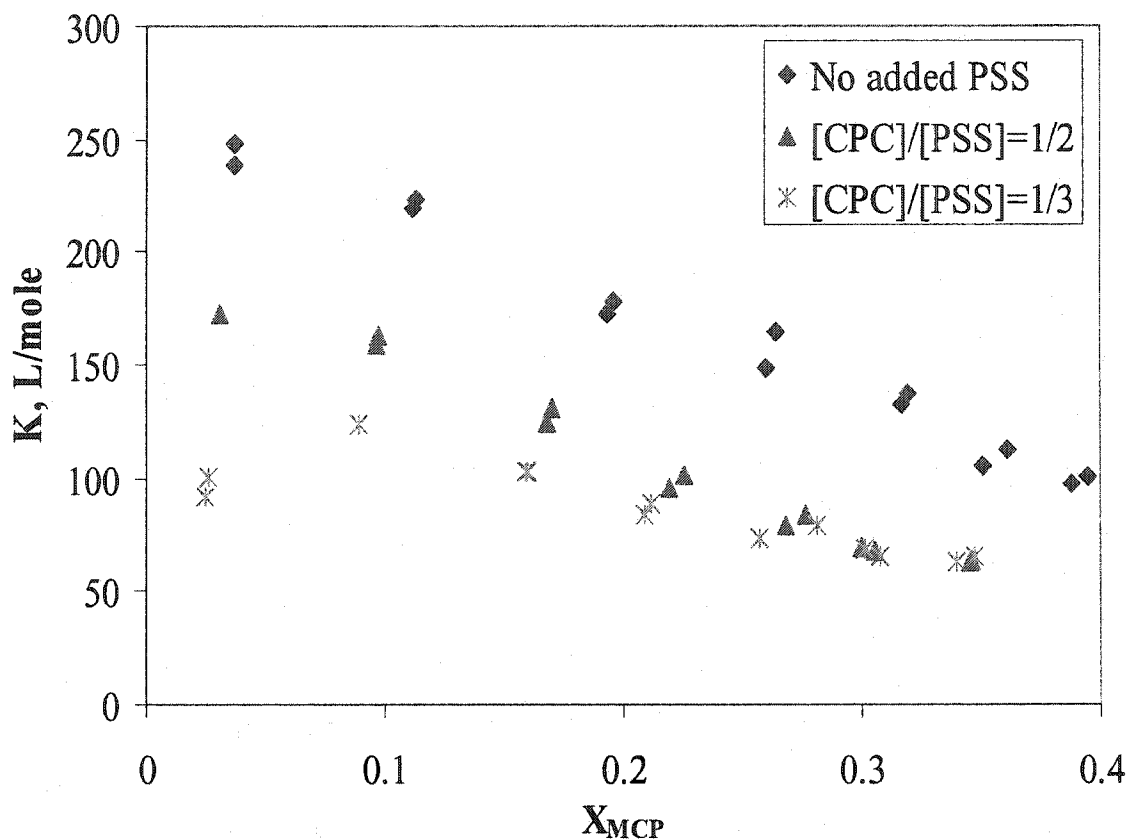 300
250
200
150
100
50
0
K, L/mole
No added PSS
[CPC]/[PSS]=1/2
[CPC]/[PSS]=1/3
0 0.1 0.2 0.3 0.4
XMCP